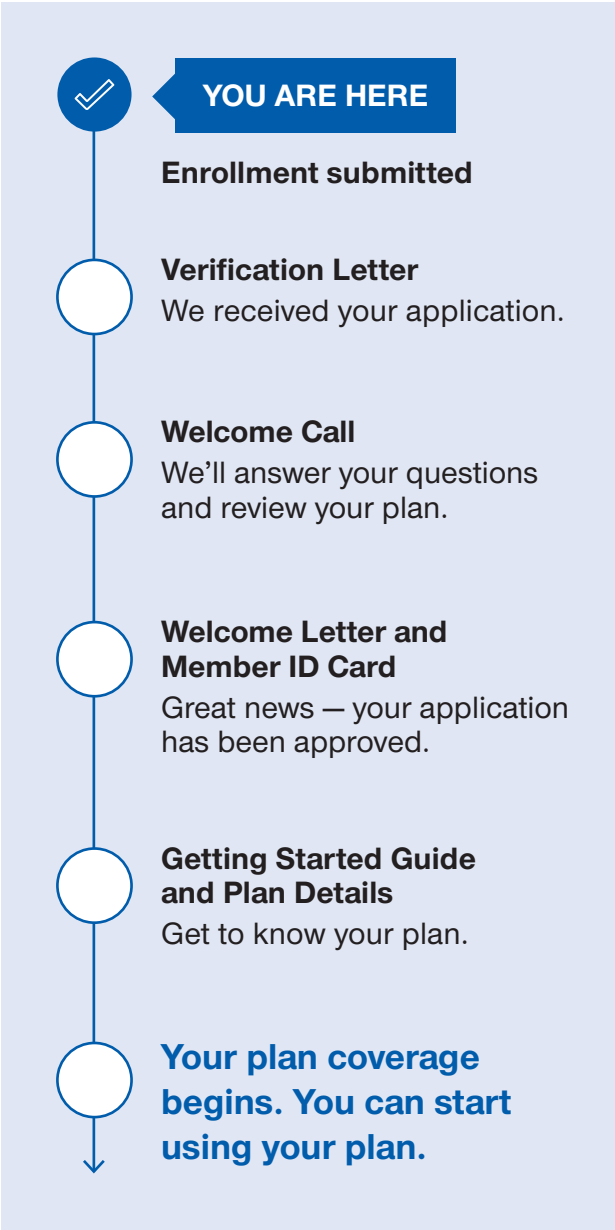 YOU ARE HERE
Enrollment submitted
Verification Letter
We received your application.
Welcome Call
We’ll answer your questions
and review your plan.
Welcome Letter and
Member ID Card
Great news — your application
has been approved.
Getting Started Guide
and Plan Details
Get to know your plan.
Your plan coverage
begins. You can start
using your plan.